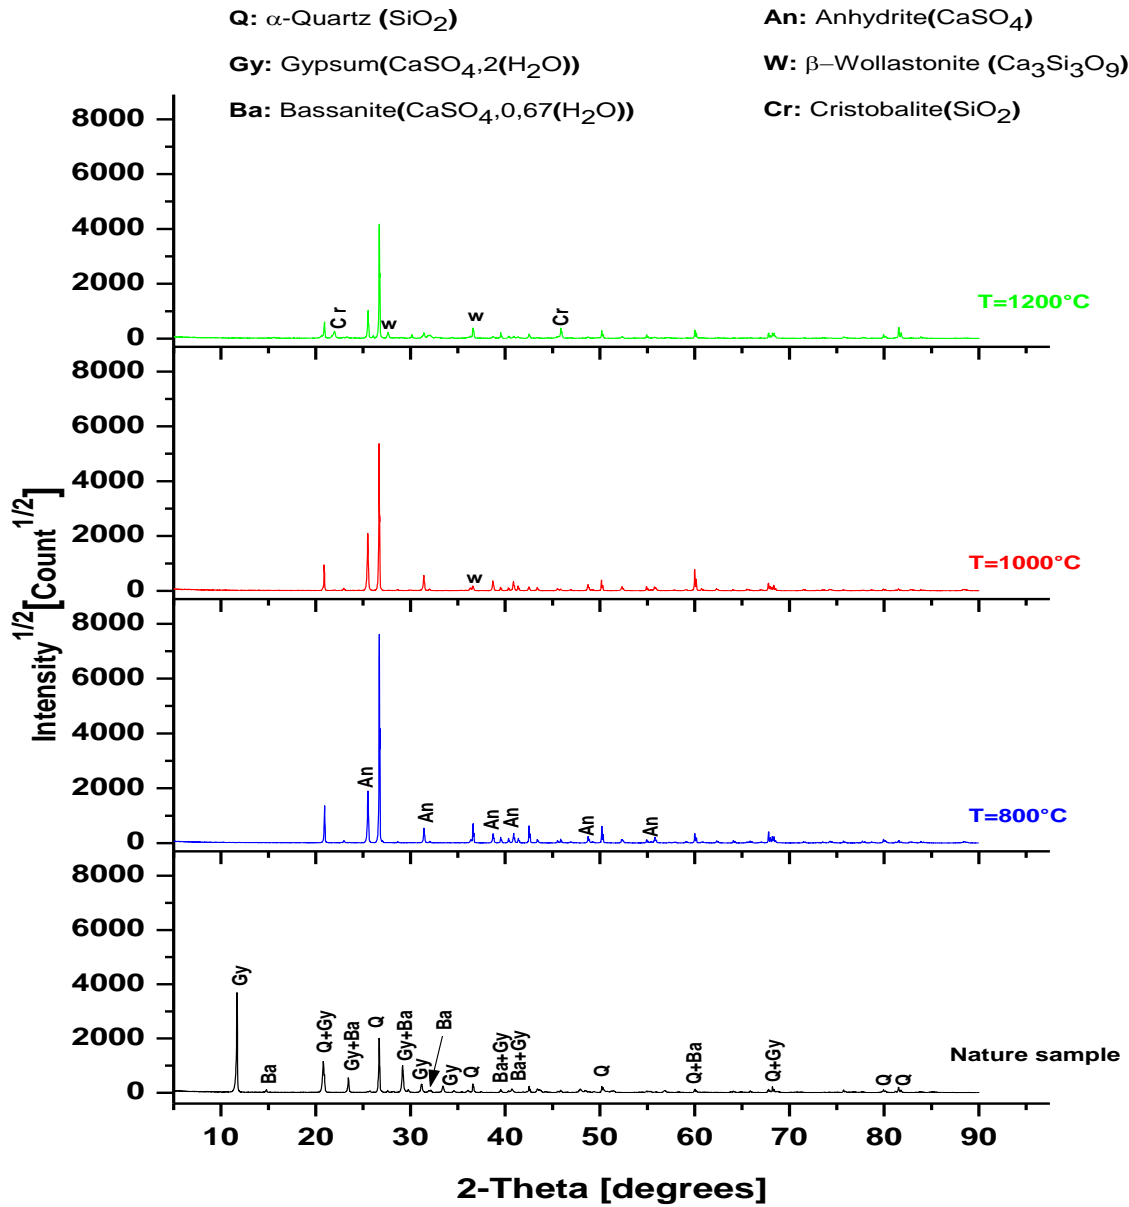 Q: α-Quartz (SiO2)
An: Anhydrite(CaSO4)
Gy: Gypsum(CaSO4,2(H2O))
W: β–Wollastonite (Ca3Si3O9)
Ba: Bassanite(CaSO4,0,67(H2O))
Cr: Cristobalite(SiO2)
8000
6000
4000
2000
0
Cr
w
w
Cr
T=1200°C
8000
6000
4000
2000
0
w
T=1000°C
8000
6000
4000
2000
0
An
An
An
An
An
An
T=800°C
8000
6000
4000
2000
0
Gy
Ba
Q+Gy
Gy+Ba
Q
Gy+Ba
Gy
Ba
Gy
Q
Ba+Gy
Ba+Gy
Q
Q+Ba
Q+Gy
Q
Q
Nature sample
10 20 30 40 50 60 70 80 90
2-Theta [degrees]
Intensity1/2[Count1/2]